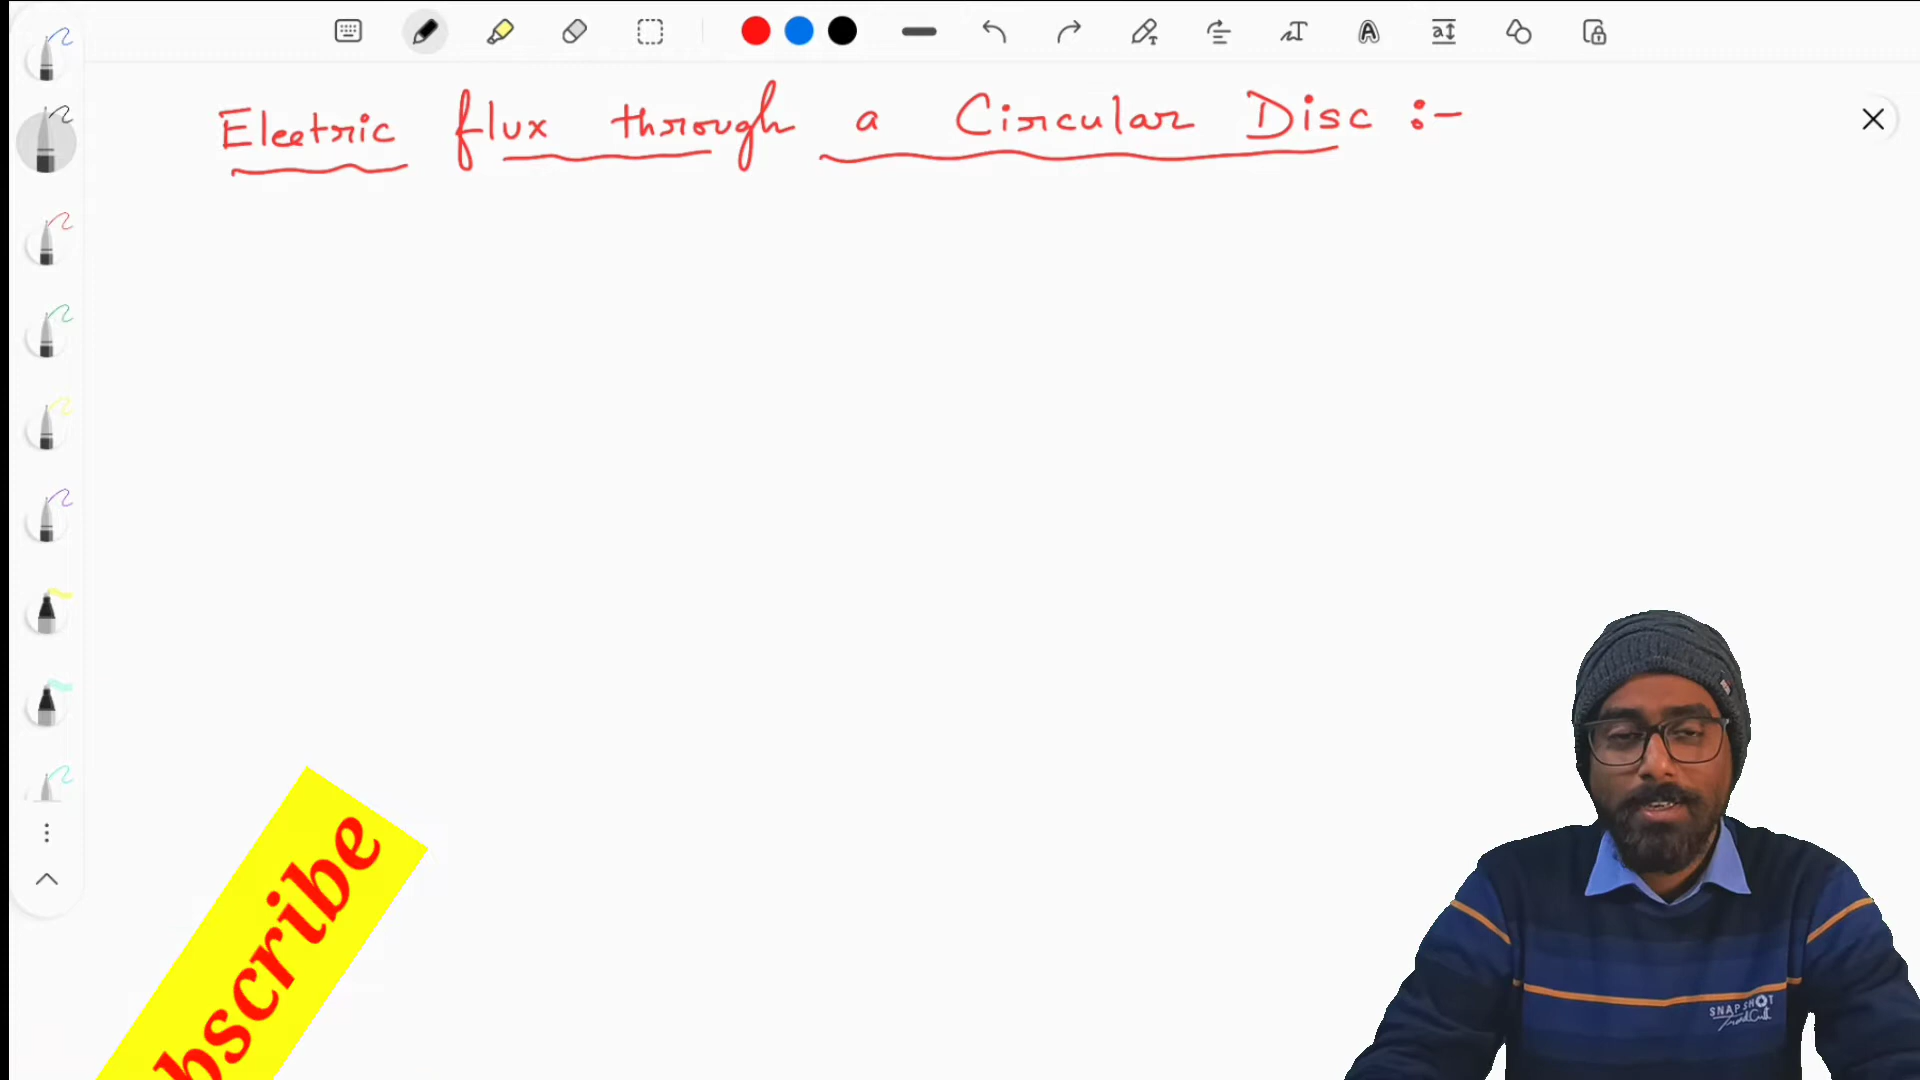 Electric flux through a Circular Disc :-
bscribe
SNAPSHOT